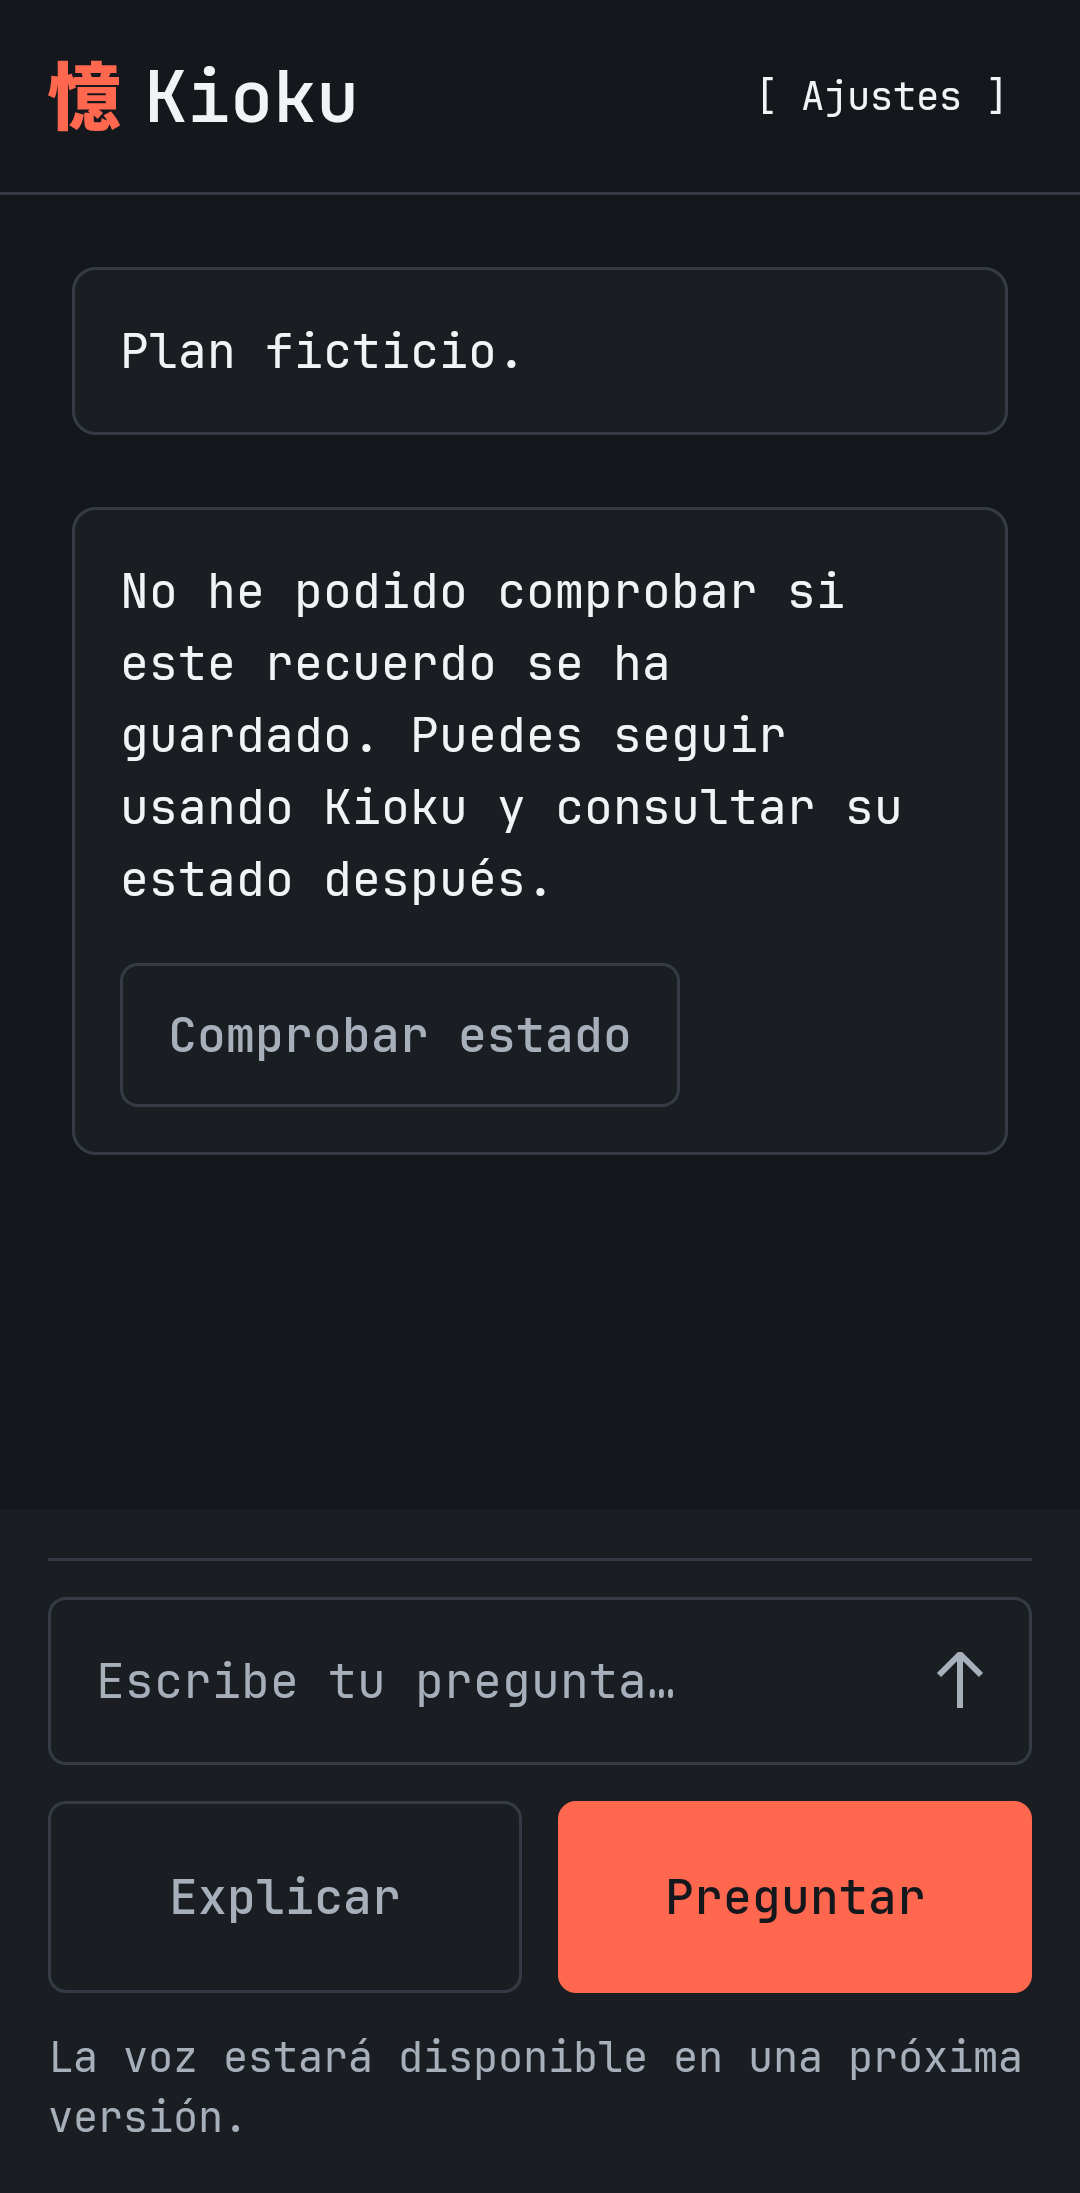 憶 Kioku
[ Ajustes ]
Plan ficticio.
No he podido comprobar si
este recuerdo se ha
guardado. Puedes seguir
usando Kioku y consultar su
estado después.
Comprobar estado
Escribe tu pregunta…
Explicar
Preguntar
La voz estará disponible en una próxima
versión.